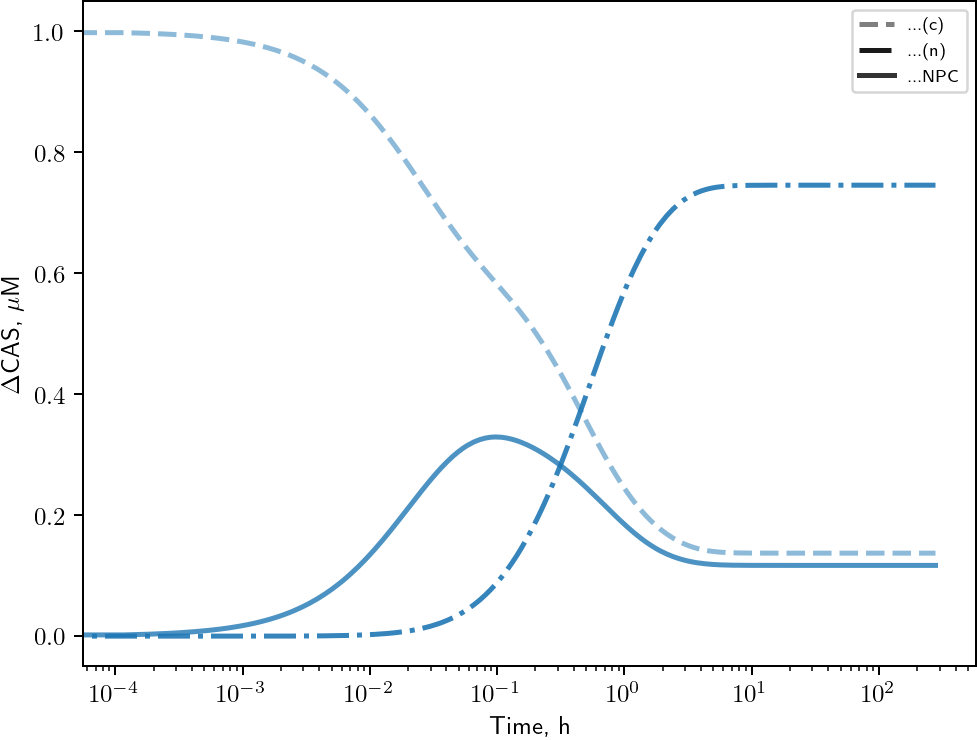 ...(c)
...(n)
...NPC
1.0
0.8
0.6
0.4
0.2
0.0
ΔCAS, μM
10⁻⁴ 10⁻³ 10⁻² 10⁻¹ 10⁰ 10¹ 10²
Time, h